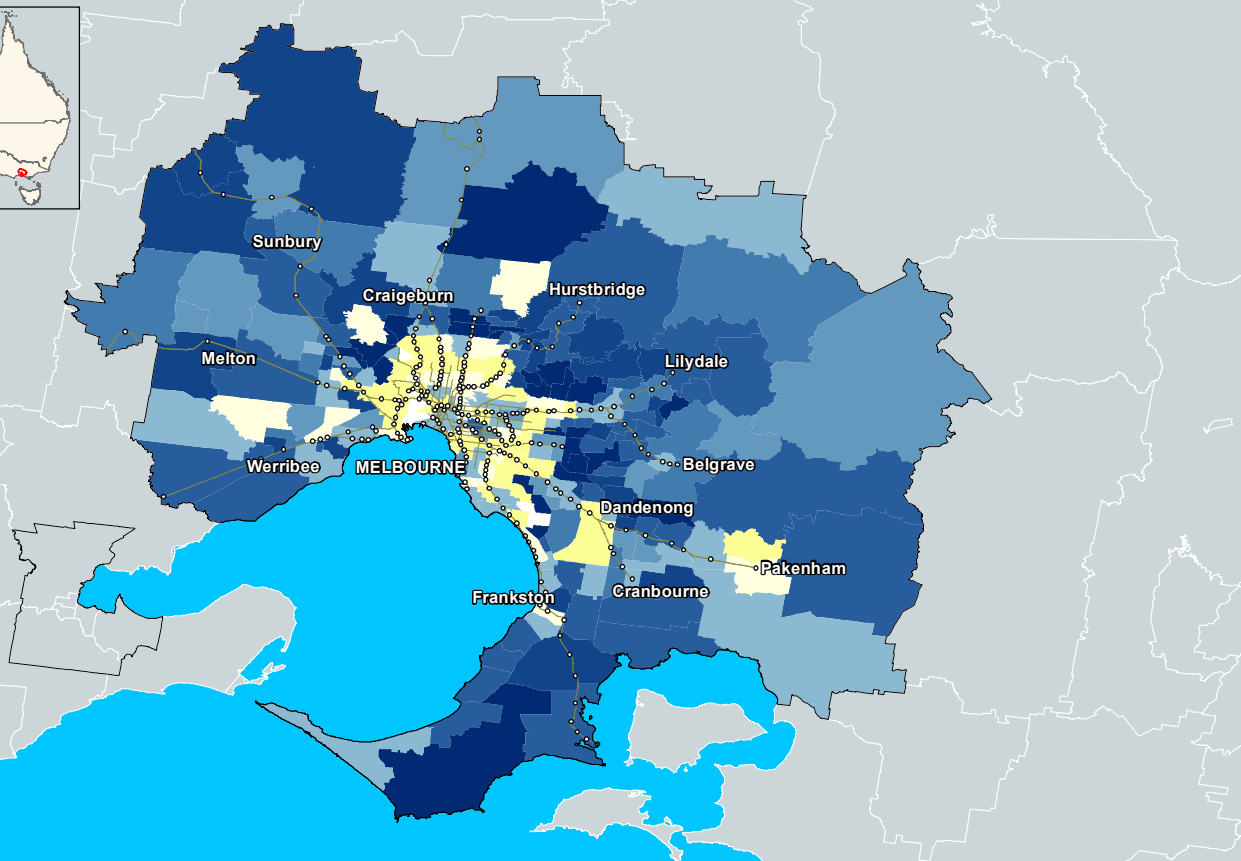 Sunbury
Hurstbridge
Craigeburn
Melton
Lilydale
Werribee
MELBOURNE
Belgrave
Dandenong
Pakenham
Frankston
Cranbourne